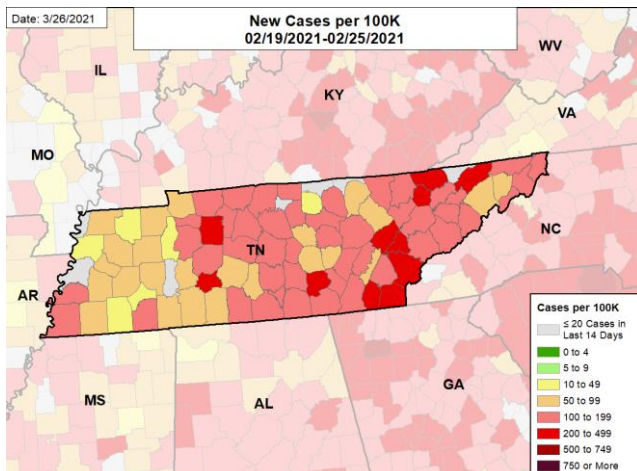 Date: 3/26/2021
New Cases per 100K
02/19/2021-02/25/2021
WV
IL
KY
VA
MO
TN
NC
AR
MS
AL
GA
Cases per 100K
≤ 20 Cases in
Last 14 Days
0 to 4
5 to 9
10 to 49
50 to 99
100 to 199
200 to 499
500 to 749
750 or More